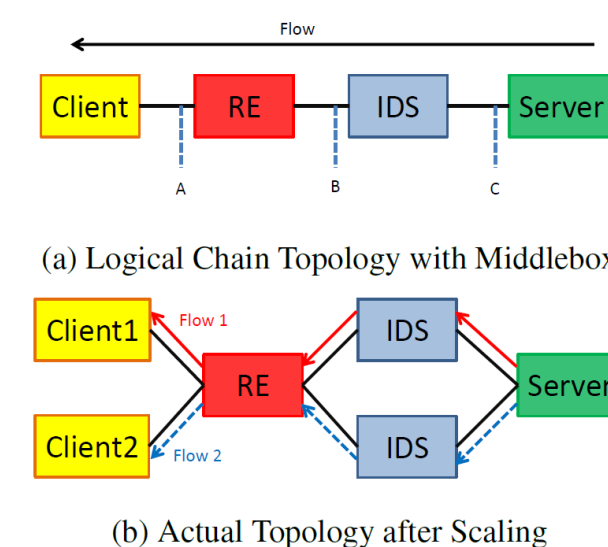 Flow
Client RE IDS Server
A B C
(a) Logical Chain Topology with Middlebox
Client1 Flow 1 IDS
RE Server
Client2 Flow 2 IDS
(b) Actual Topology after Scaling